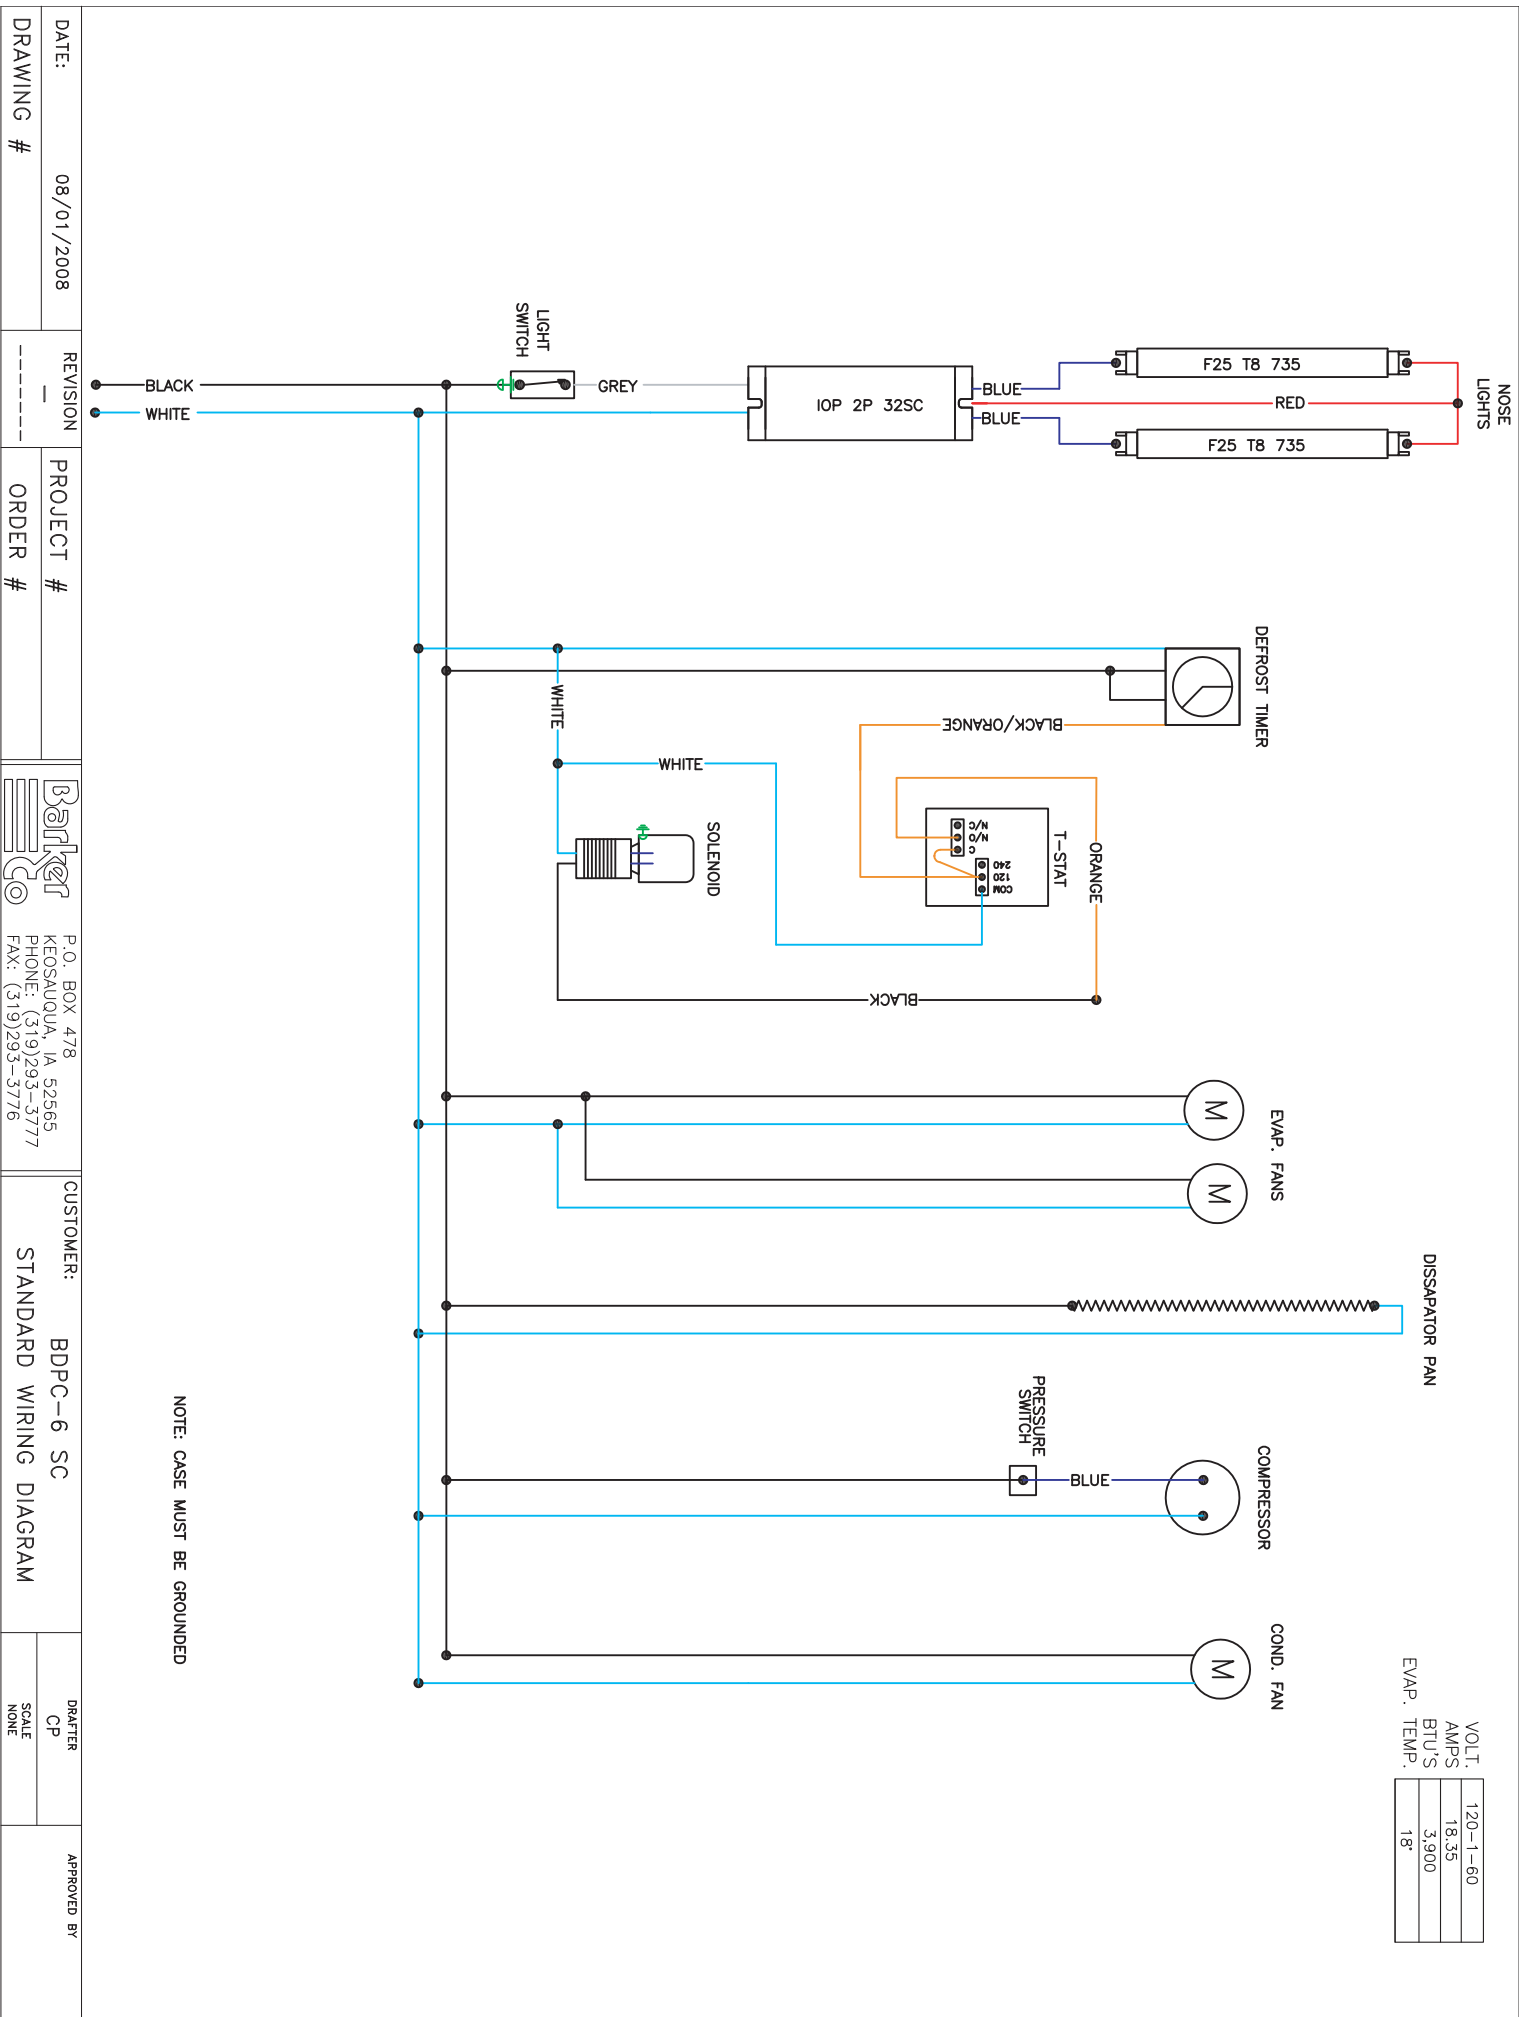 NOSE
LIGHTS
F25 T8 735
F25 T8 735
RED
BLUE
BLUE
IOP 2P 32SC
GREY
LIGHT
SWITCH
BLACK
WHITE
DEFROST TIMER
BLACK/ORANGE
WHITE
WHITE
T-STAT
N/C
N/O
C
240
120
COM
ORANGE
SOLENOID
BLACK
EVAP. FANS
M
M
DISSAPATOR PAN
PRESSURE
SWITCH
BLUE
COMPRESSOR
COND. FAN
M
VOLT. 120-1-60
AMPS 18.35
BTU'S 3,900
EVAP. TEMP. 18°
NOTE: CASE MUST BE GROUNDED
DATE: 08/01/2008
DRAWING #
REVISION
–
-------
PROJECT #
ORDER #
Barker Co
P.O. BOX 478
KEOSAUQUA, IA 52565
PHONE: (319)293-3777
FAX: (319)293-3776
CUSTOMER:
BDPC-6 SC
STANDARD WIRING DIAGRAM
DRAFTER
CP
SCALE
NONE
APPROVED BY